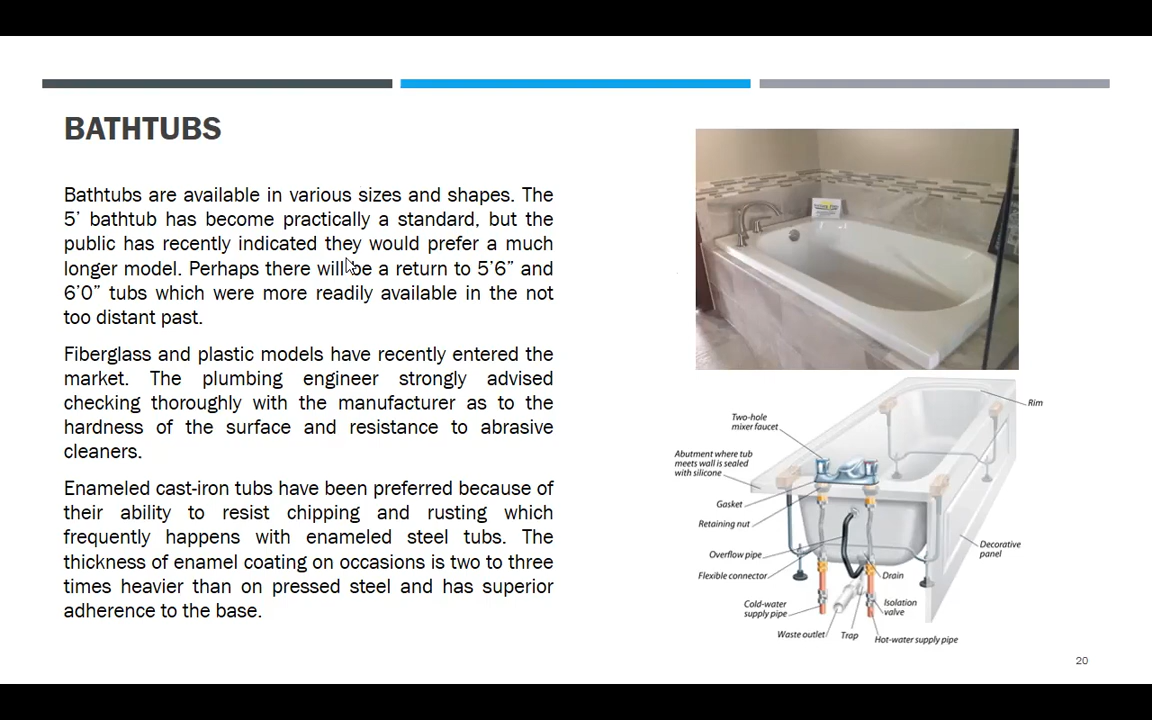 BATHTUBS
Bathtubs are available in various sizes and shapes. The
5’ bathtub has become practically a standard, but the
public has recently indicated they would prefer a much
longer model. Perhaps there will be a return to 5’6” and
6’0” tubs which were more readily available in the not
too distant past.
Fiberglass and plastic models have recently entered the
market. The plumbing engineer strongly advised
checking thoroughly with the manufacturer as to the
hardness of the surface and resistance to abrasive
cleaners.
Enameled cast-iron tubs have been preferred because of
their ability to resist chipping and rusting which
frequently happens with enameled steel tubs. The
thickness of enamel coating on occasions is two to three
times heavier than on pressed steel and has superior
adherence to the base.
Rim
Two-hole
mixer faucet
Abutment where tub
meets wall is sealed
with silicone
Gasket
Retaining nut
Overflow pipe
Flexible connector
Cold-water
supply pipe
Waste outlet
Trap
Hot-water supply pipe
Isolation
valve
Drain
Decorative
panel
20